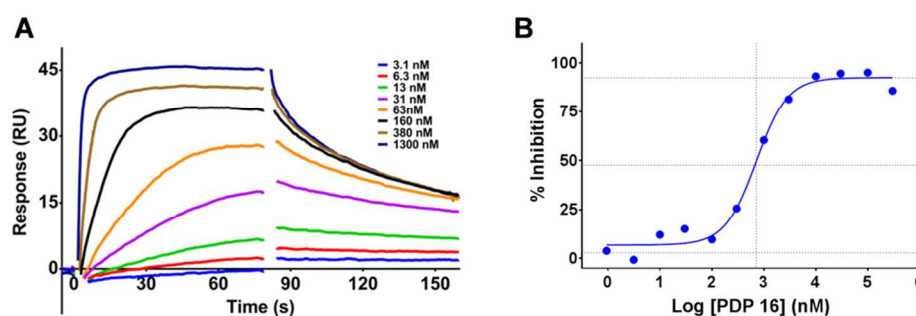 A
Response (RU)
45
30
15
0
0
30
60
90
120
150
Time (s)
3.1 nM
6.3 nM
13 nM
31 nM
63nM
160 nM
380 nM
1300 nM
B
% Inhibition
100
75
50
25
0
0
1
2
3
4
5
6
Log [PDP 16] (nM)